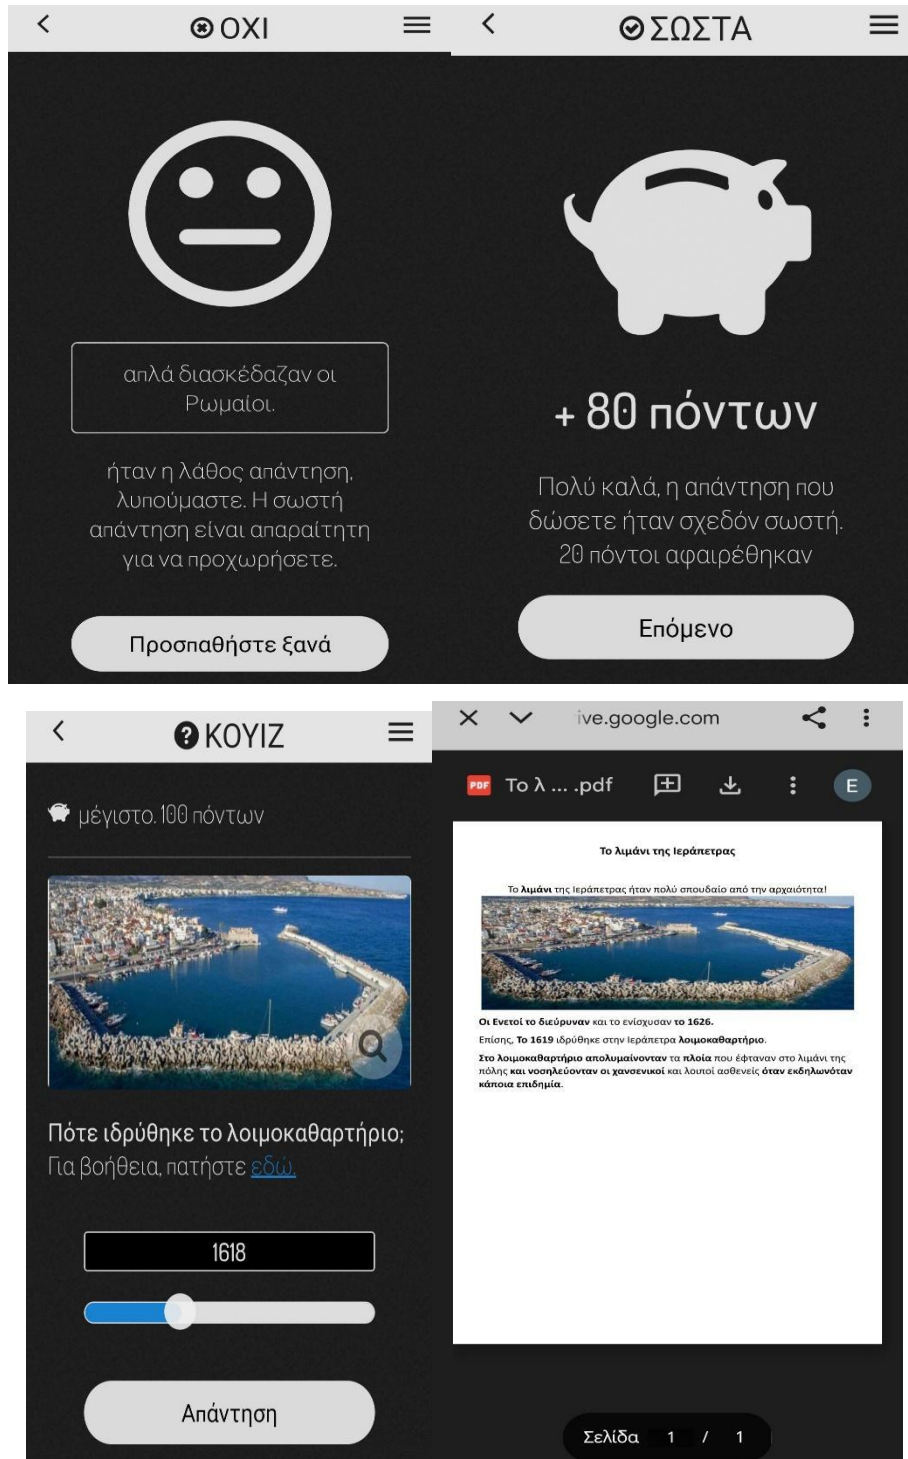 ΟΧΙ
απλά διασκέδαζαν οι
Ρωμαίοι.
ήταν η λάθος απάντηση,
λυπούμαστε. Η σωστή
απάντηση είναι απαραίτητη
για να προχωρήσετε.
Προσπαθήστε ξανά
ΣΩΣΤΑ
+ 80 πόντων
Πολύ καλά, η απάντηση που
δώσετε ήταν σχεδόν σωστή.
20 πόντοι αφαιρέθηκαν
Επόμενο
ΚΟΥΙΖ
μέγιστο. 100 πόντων
Πότε ιδρύθηκε το λοιμοκαθαρτήριο;
Για βοήθεια, πατήστε εδώ.
1618
Απάντηση
ive.google.com
PDF Το λ ... .pdf E
Το λιμάνι της Ιεράπετρας
Το λιμάνι της Ιεράπετρας ήταν πολύ σπουδαίο από την αρχαιότητα!
Οι Ενετοί το διεύρυναν και το ενίσχυσαν το 1626.
Επίσης, Το 1619 ιδρύθηκε στην Ιεράπετρα λοιμοκαθαρτήριο.
Στο λοιμοκαθαρτήριο απολυμαίνονταν τα πλοία που έφταναν στο λιμάνι της
πόλης και νοσηλεύονταν οι χανσενικοί και λοιποί ασθενείς όταν εκδηλωνόταν
κάποια επιδημία.
Σελίδα 1 / 1